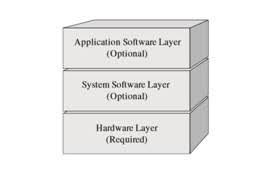 Application Software Layer
(Optional)
System Software Layer
(Optional)
Hardware Layer
(Required)